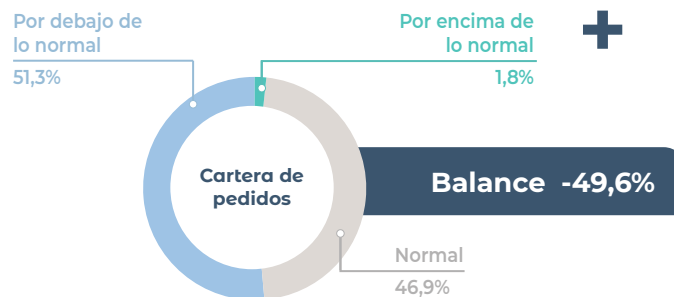 Por debajo de
lo normal
51,3%
Por encima de
lo normal
1,8%
Cartera de
pedidos
Balance -49,6%
Normal
46,9%